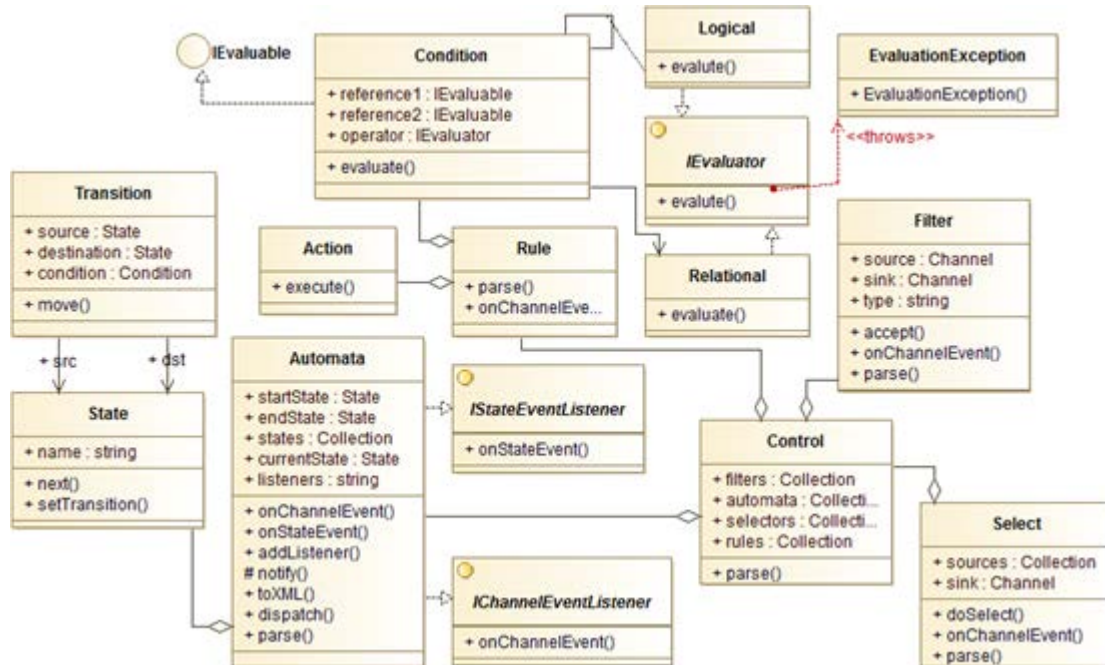 IEvaluable
Condition
+ reference1 : IEvaluable
+ reference2 : IEvaluable
+ operator : IEvaluator
+ evaluate()
Logical
+ evalute()
EvaluationException
+ EvaluationException()
<<throws>>
IEvaluator
+ evalute()
Transition
+ source : State
+ destination : State
+ condition : Condition
+ move()
+ src
+ dst
Action
+ execute()
Rule
+ parse()
+ onChannelEve...
Relational
+ evaluate()
Filter
+ source : Channel
+ sink : Channel
+ type : string
+ accept()
+ onChannelEvent()
+ parse()
State
+ name : string
+ next()
+ setTransition()
Automata
+ startState : State
+ endState : State
+ states : Collection
+ currentState : State
+ listeners : string
+ onChannelEvent()
+ onStateEvent()
+ addListener()
# notify()
+ toXML()
+ dispatch()
+ parse()
IStateEventListener
+ onStateEvent()
IChannelEventListener
+ onChannelEvent()
Control
+ filters : Collection
+ automata : Collecti...
+ selectors : Collecti...
+ rules : Collection
+ parse()
Select
+ sources : Collection
+ sink : Channel
+ doSelect()
+ onChannelEvent()
+ parse()